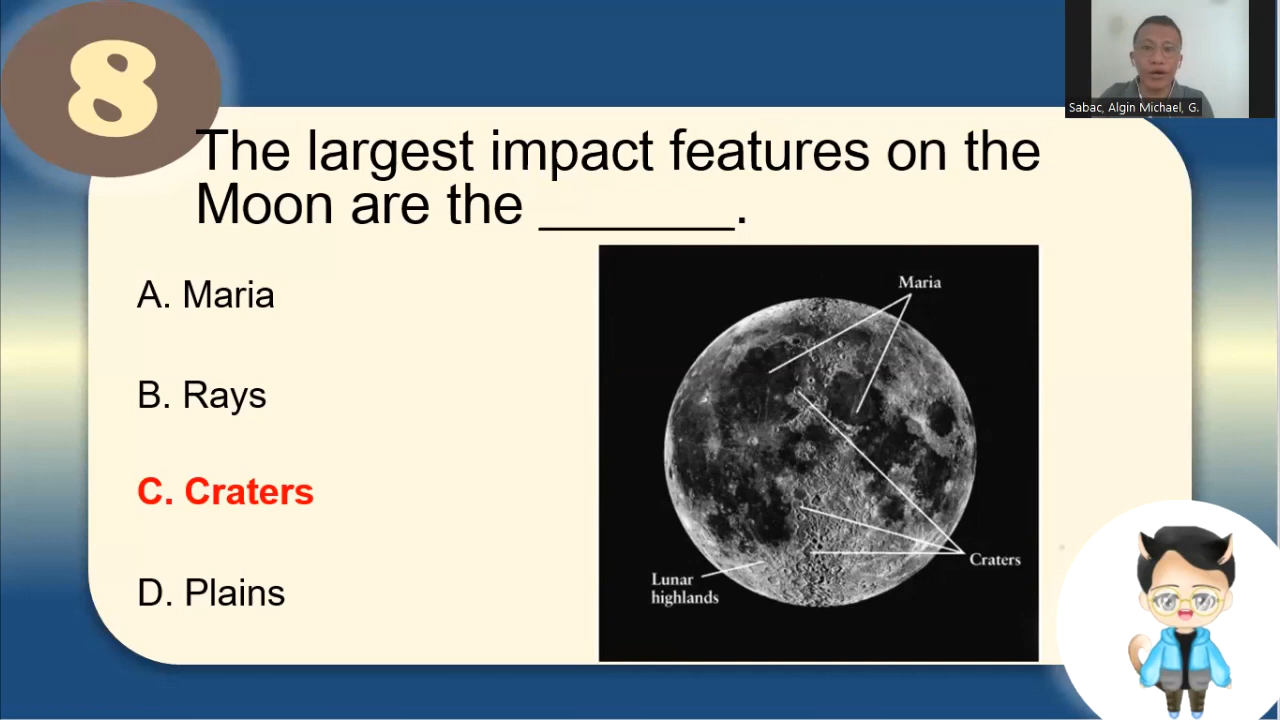 8
Sabac, Algin Michael, G.
The largest impact features on the
Moon are the _______.
A. Maria
B. Rays
C. Craters
D. Plains
Maria
Craters
Lunar
highlands